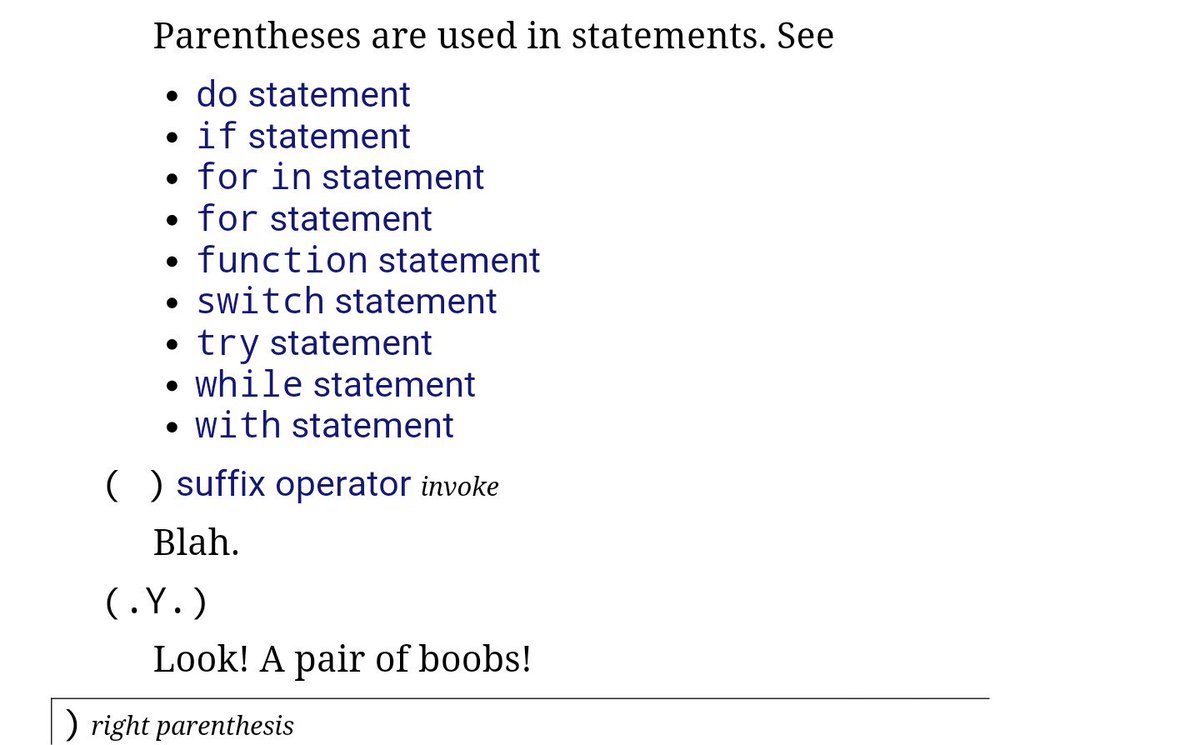 Parentheses are used in statements. See
• do statement
• if statement
• for in statement
• for statement
• function statement
• switch statement
• try statement
• while statement
• with statement
( ) suffix operator invoke
Blah.
(.Y.)
Look! A pair of boobs!
) right parenthesis